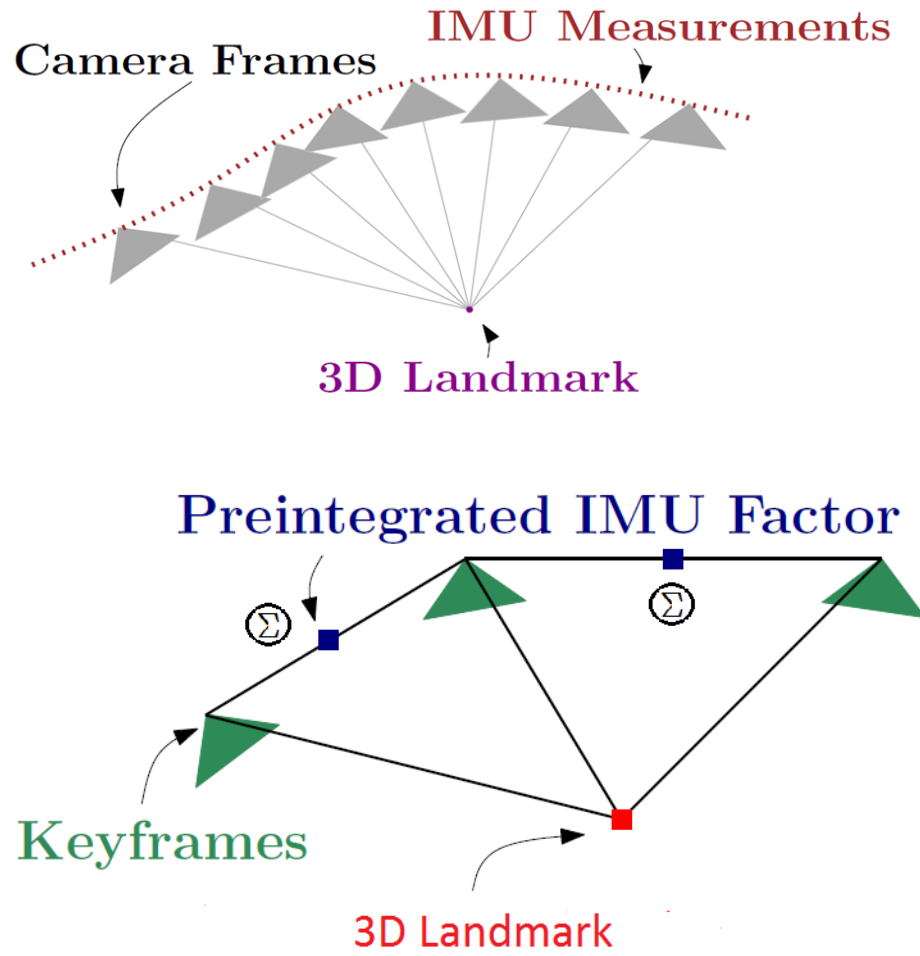 IMU Measurements
Camera Frames
3D Landmark
Preintegrated IMU Factor
Σ
Σ
Keyframes
3D Landmark